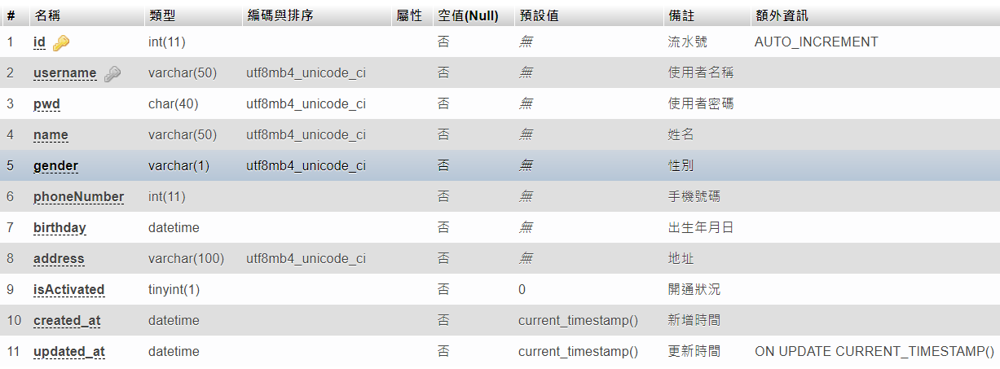 # 名稱 類型 編碼與排序 屬性 空值(Null) 預設值 備註 額外資訊
1 id int(11) 否 無 流水號 AUTO_INCREMENT
2 username varchar(50) utf8mb4_unicode_ci 否 無 使用者名稱
3 pwd char(40) utf8mb4_unicode_ci 否 無 使用者密碼
4 name varchar(50) utf8mb4_unicode_ci 否 無 姓名
5 gender varchar(1) utf8mb4_unicode_ci 否 無 性別
6 phoneNumber int(11) 否 無 手機號碼
7 birthday datetime 否 無 出生年月日
8 address varchar(100) utf8mb4_unicode_ci 否 無 地址
9 isActivated tinyint(1) 否 0 開通狀況
10 created_at datetime 否 current_timestamp() 新增時間
11 updated_at datetime 否 current_timestamp() 更新時間 ON UPDATE CURRENT_TIMESTAMP()